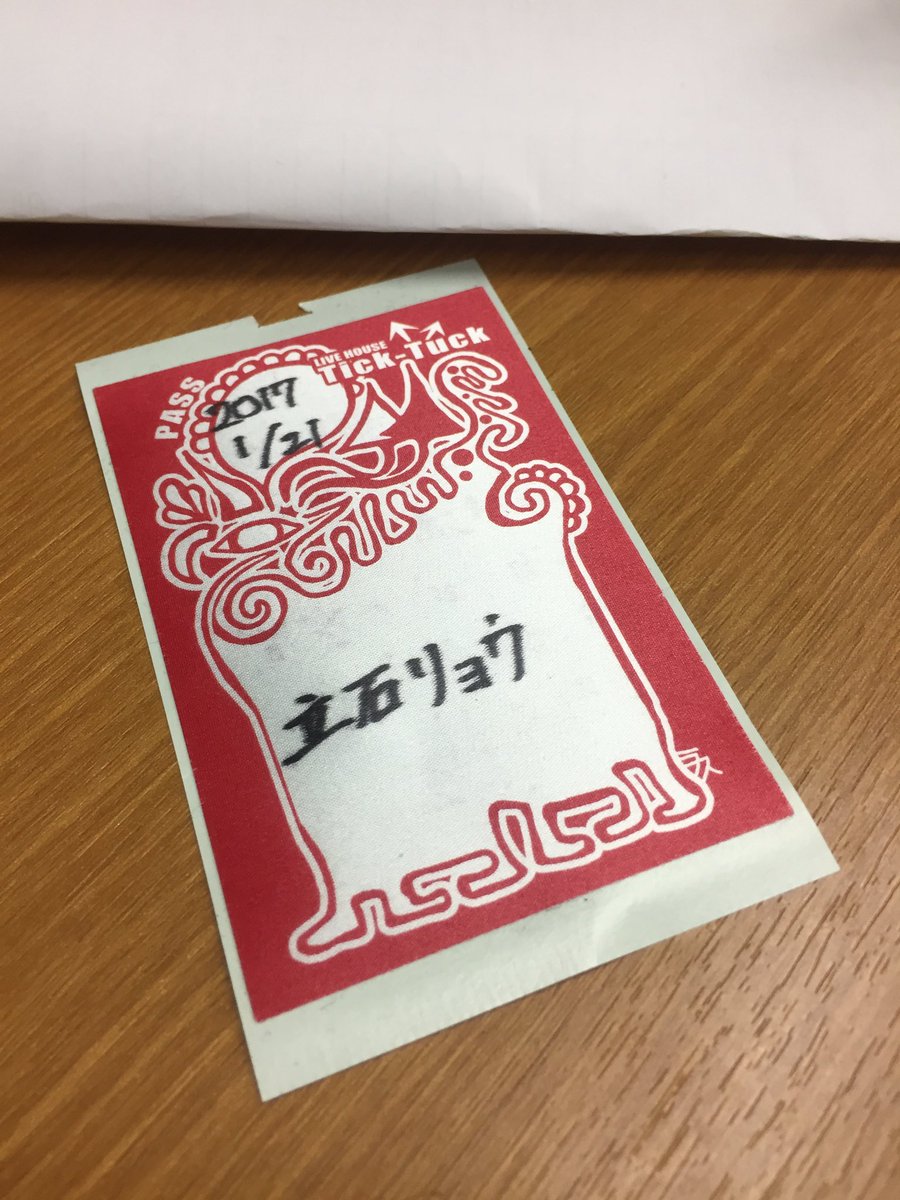 PASS
LIVE HOUSE
Tick-Tuck
2017
1/21
立石リョウ